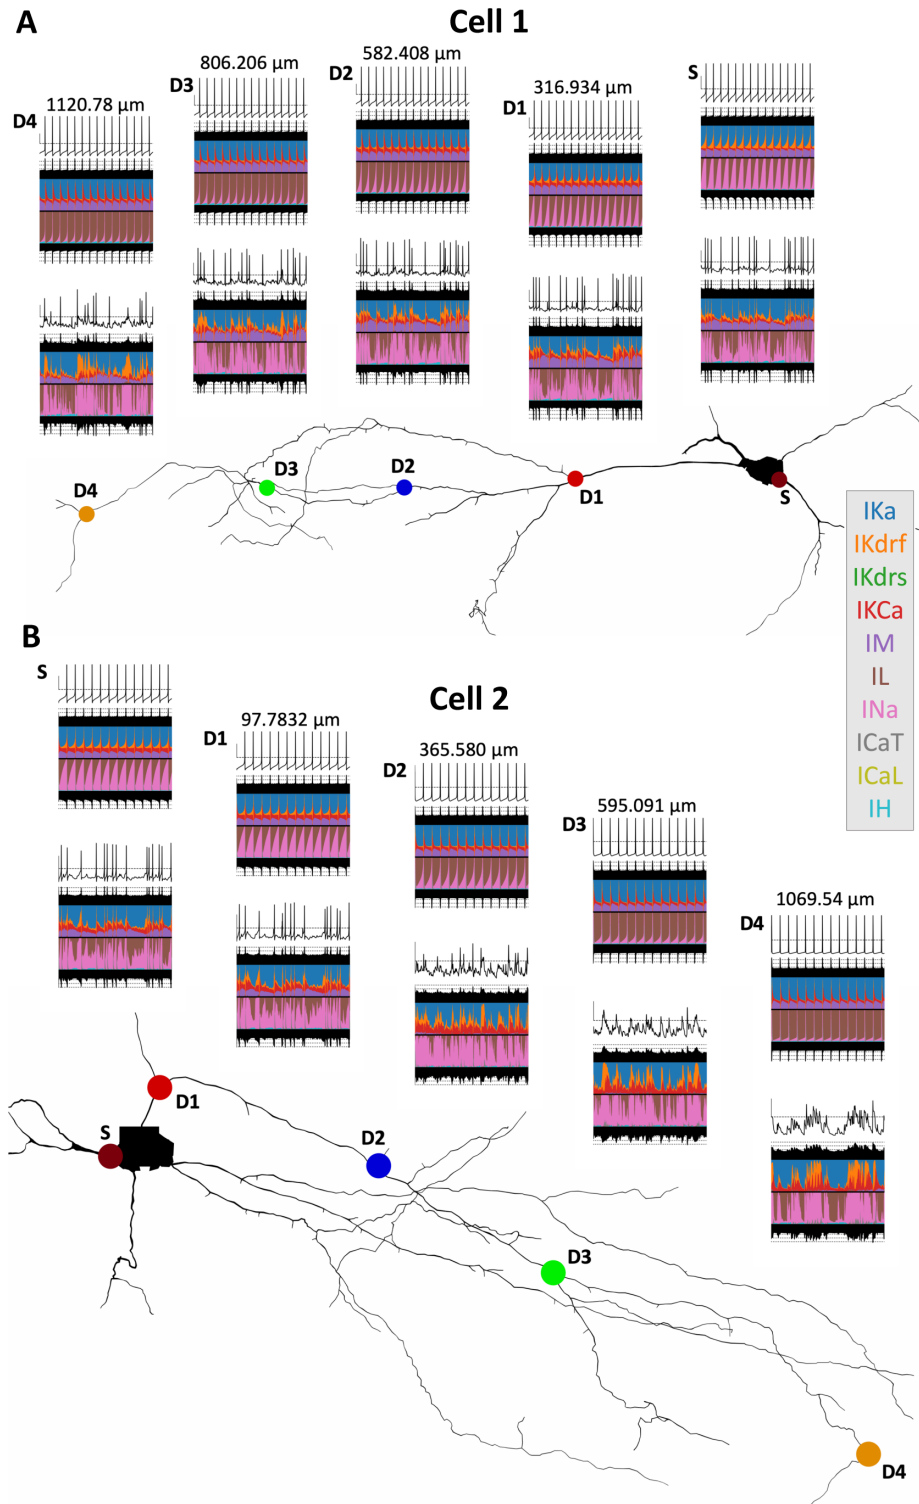 A
Cell 1
D4
1120.78 µm
D3
806.206 µm
D2
582.408 µm
D1
316.934 µm
S
D4
D3
D2
D1
S
IKa
IKdrf
IKdrs
IKCa
IM
IL
INa
ICaT
ICaL
IH
B
Cell 2
S
D1
97.7832 µm
D2
365.580 µm
D3
595.091 µm
D4
1069.54 µm
D1
S
D2
D3
D4